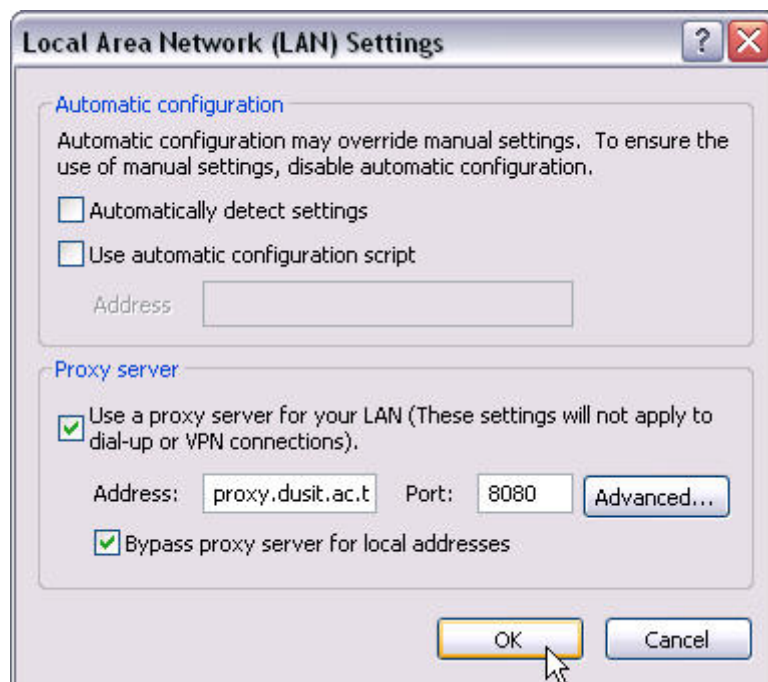 Local Area Network (LAN) Settings
?
Automatic configuration
Automatic configuration may override manual settings. To ensure the
use of manual settings, disable automatic configuration.
Automatically detect settings
Use automatic configuration script
Address
Proxy server
Use a proxy server for your LAN (These settings will not apply to
dial-up or VPN connections).
Address: proxy.dusit.ac.t Port: 8080 Advanced...
Bypass proxy server for local addresses
OK Cancel